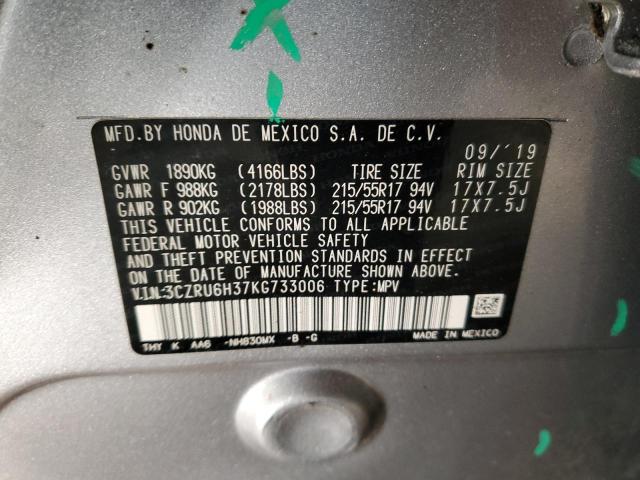 MFD.BY HONDA DE MEXICO S.A. DE C.V.
09/'19
GVWR 1890KG (4166LBS) TIRE SIZE RIM SIZE
GAWR F 988KG (2178LBS) 215/55R17 94V 17X7.5J
GAWR R 902KG (1988LBS) 215/55R17 94V 17X7.5J
THIS VEHICLE CONFORMS TO ALL APPLICABLE
FEDERAL MOTOR VEHICLE SAFETY
AND THEFT PREVENTION STANDARDS IN EFFECT
ON THE DATE OF MANUFACTURE SHOWN ABOVE.
V.I.N.:3CZRU6H37KG733006 TYPE:MPV
THY K AA6 -NH830MX -B -G
MADE IN MEXICO